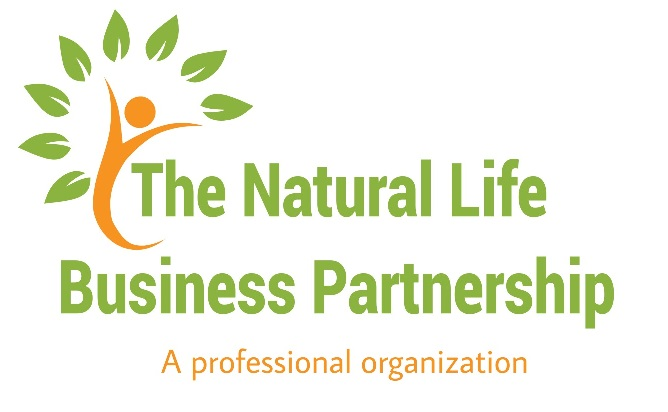 The Natural Life
Business Partnership
A professional organization